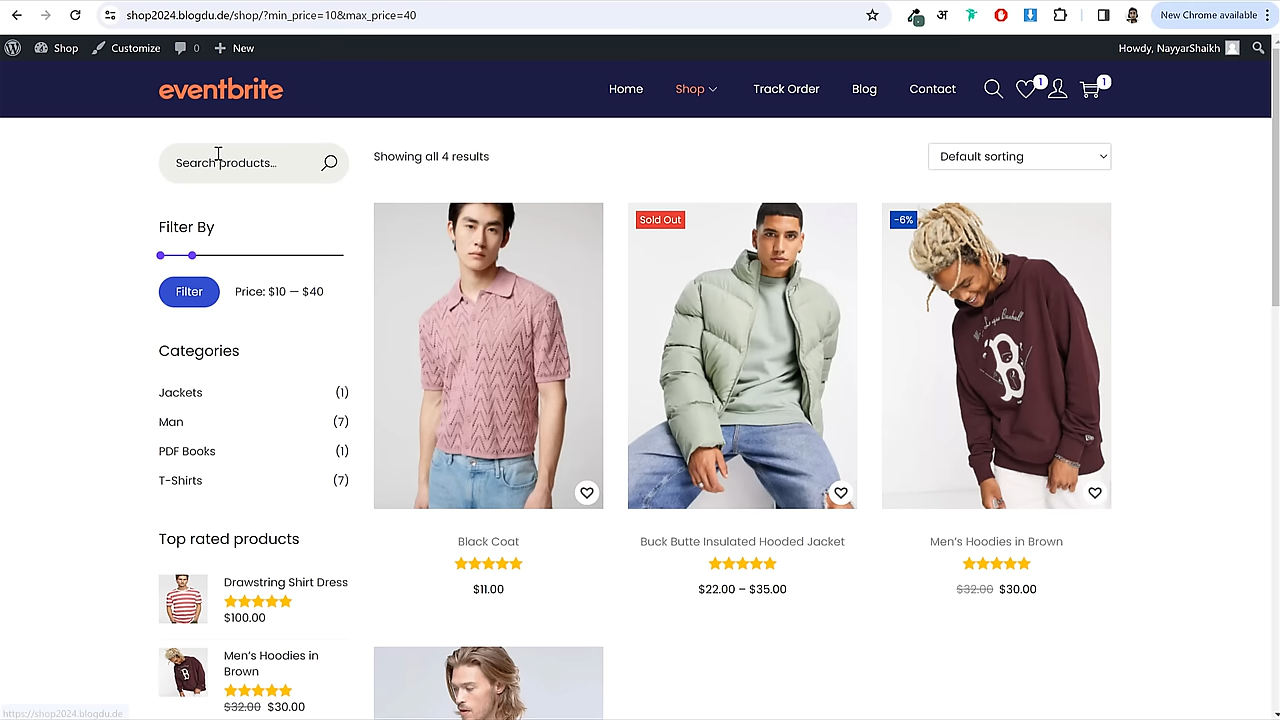 shop2024.blogdu.de/shop/?min_price=10&max_price=40
अ
New Chrome available
Shop
Customize
0
New
Howdy, NayyarShaikh
eventbrite
Home
Shop
Track Order
Blog
Contact
1
1
Search products...
Showing all 4 results
Default sorting
Filter By
Filter
Price: $10 — $40
Categories
Jackets (1)
Man (7)
PDF Books (1)
T-Shirts (7)
Top rated products
Drawstring Shirt Dress
$100.00
Men's Hoodies in
Brown
$32.00 $30.00
Sold Out
-6%
B
Black Coat
$11.00
Buck Butte Insulated Hooded Jacket
$22.00 – $35.00
Men's Hoodies in Brown
$32.00 $30.00
https://shop2024.blogdu.de